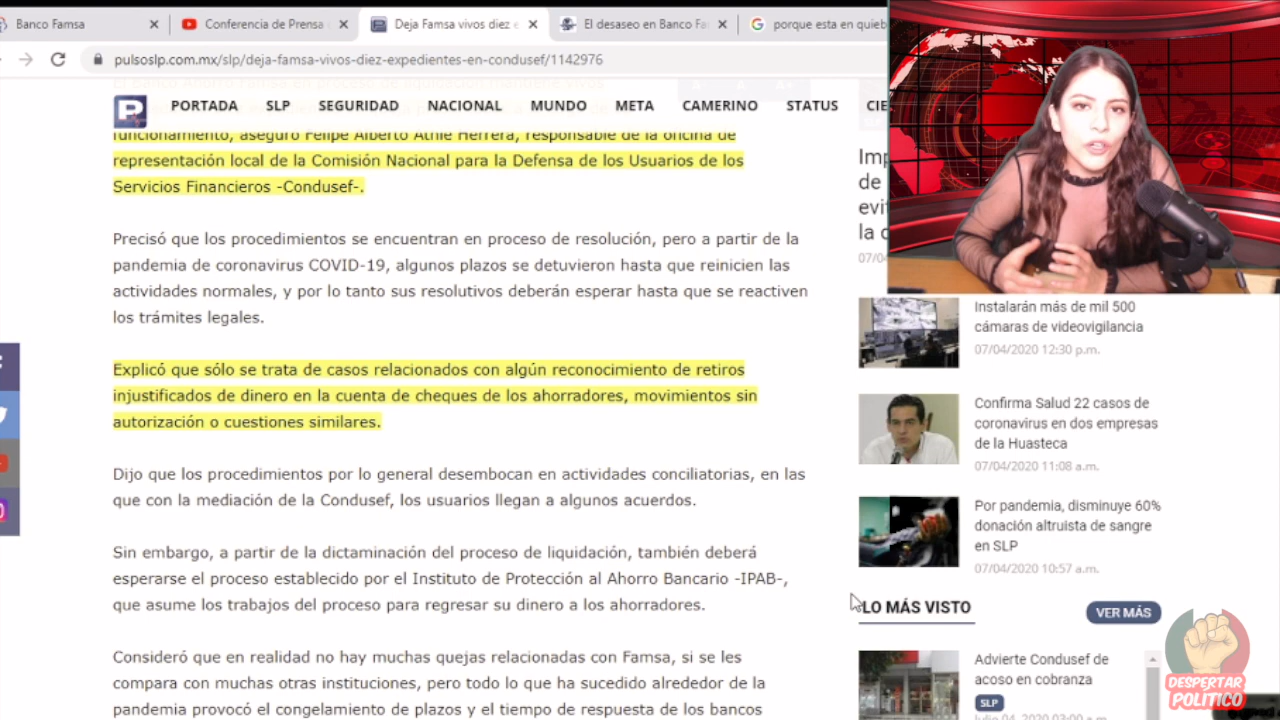 Banco Famsa
Conferencia de Prensa
Deja Famsa vivos diez e
El desaseo en Banco Fa
porque esta en quieb
pulsoslp.com.mx/slp/deja-famsa-vivos-diez-expedientes-en-condusef/1142976
PORTADA SLP SEGURIDAD NACIONAL MUNDO META CAMERINO STATUS CIE
funcionamiento, aseguró Felipe Alberto Athié Herrera, responsable de la oficina de
representación local de la Comisión Nacional para la Defensa de los Usuarios de los
Servicios Financieros -Condusef-.
Precisó que los procedimientos se encuentran en proceso de resolución, pero a partir de la
pandemia de coronavirus COVID-19, algunos plazos se detuvieron hasta que reinicien las
actividades normales, y por lo tanto sus resolutivos deberán esperar hasta que se reactiven
los trámites legales.
Explicó que sólo se trata de casos relacionados con algún reconocimiento de retiros
injustificados de dinero en la cuenta de cheques de los ahorradores, movimientos sin
autorización o cuestiones similares.
Dijo que los procedimientos por lo general desembocan en actividades conciliatorias, en las
que con la mediación de la Condusef, los usuarios llegan a algunos acuerdos.
Sin embargo, a partir de la dictaminación del proceso de liquidación, también deberá
esperarse el proceso establecido por el Instituto de Protección al Ahorro Bancario -IPAB-,
que asume los trabajos del proceso para regresar su dinero a los ahorradores.
Consideró que en realidad no hay muchas quejas relacionadas con Famsa, si se les
compara con muchas otras instituciones, pero todo lo que ha sucedido alrededor de la
pandemia provocó el alargamiento de plazos y el tiempo de respuesta de los bancos
Imp
de
evit
la c
07/04
Instalarán más de mil 500
cámaras de videovigilancia
07/04/2020 12:30 p.m.
Confirma Salud 22 casos de
coronavirus en dos empresas
de la Huasteca
07/04/2020 11:08 a.m.
Por pandemia, disminuye 60%
donación altruista de sangre
en SLP
07/04/2020 10:57 a.m.
LO MÁS VISTO
VER MÁS
Advierte Condusef de
acoso en cobranza
SLP
Julio 04, 2020 03:00 a.m.
DESPERTAR
POLÍTICO